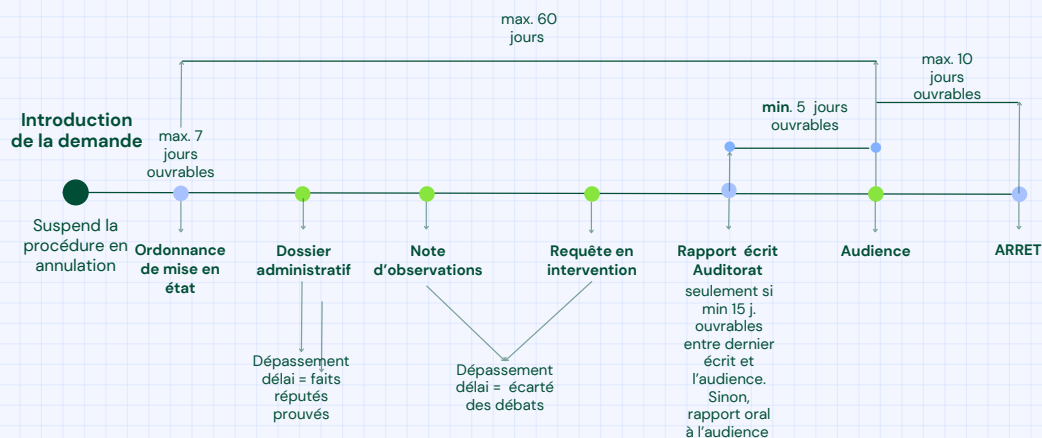 max. 60
jours
max. 10
jours
ouvrables
min. 5 jours
ouvrables
Introduction
de la demande
max. 7
jours
ouvrables
Suspend la
procédure en
annulation
Ordonnance
de mise en
état
Dossier
administratif
Note
d'observations
Requête en
intervention
Rapport écrit
Auditorat
seulement si
min 15 j.
ouvrables
entre dernier
écrit et
l'audience.
Sinon,
rapport oral
à l'audience
Audience
ARRET
Dépassement
délai = faits
réputés
prouvés
Dépassement
délai = écarté
des débats